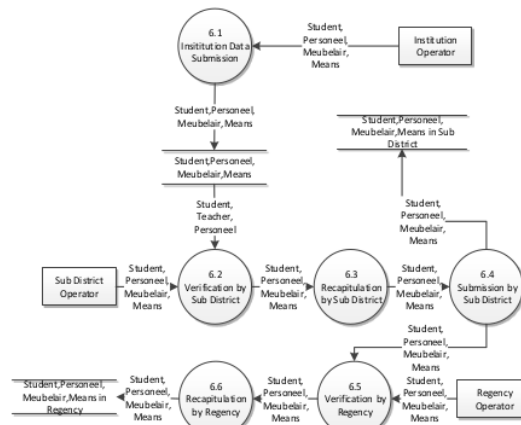 6.1
Insititution Data
Submission
Student,
Personeel,
Meubelair,
Means
Institution
Operator
Student,Personeel,
Meubelair,Means
Student,Personeel,
Meubelair,Means
Student,Personeel,
Meubelair,Means in Sub
District
Student,
Teacher,
Personeel
Student,
Personeel,
Meubelair,
Means
Sub District
Operator
Student,
Personeel,
Meubelair,
Means
6.2
Verification by
Sub District
Student,
Personeel,
Meubelair,
Means
6.3
Recapitulation
by Sub District
Student,
Personeel,
Meubelair,
Means
6.4
Submission by
Sub District
Student,
Personeel,
Meubelair,
Means
Student,Personeel,
Meubelair,Means in
Regency
Student,
Personeel,
Meubelair,
Means
6.6
Recapitulation
by Regency
Student,
Personeel,
Meubelair,
Means
6.5
Verification by
Regency
Student,
Personeel,
Meubelair,
Means
Regency
Operator